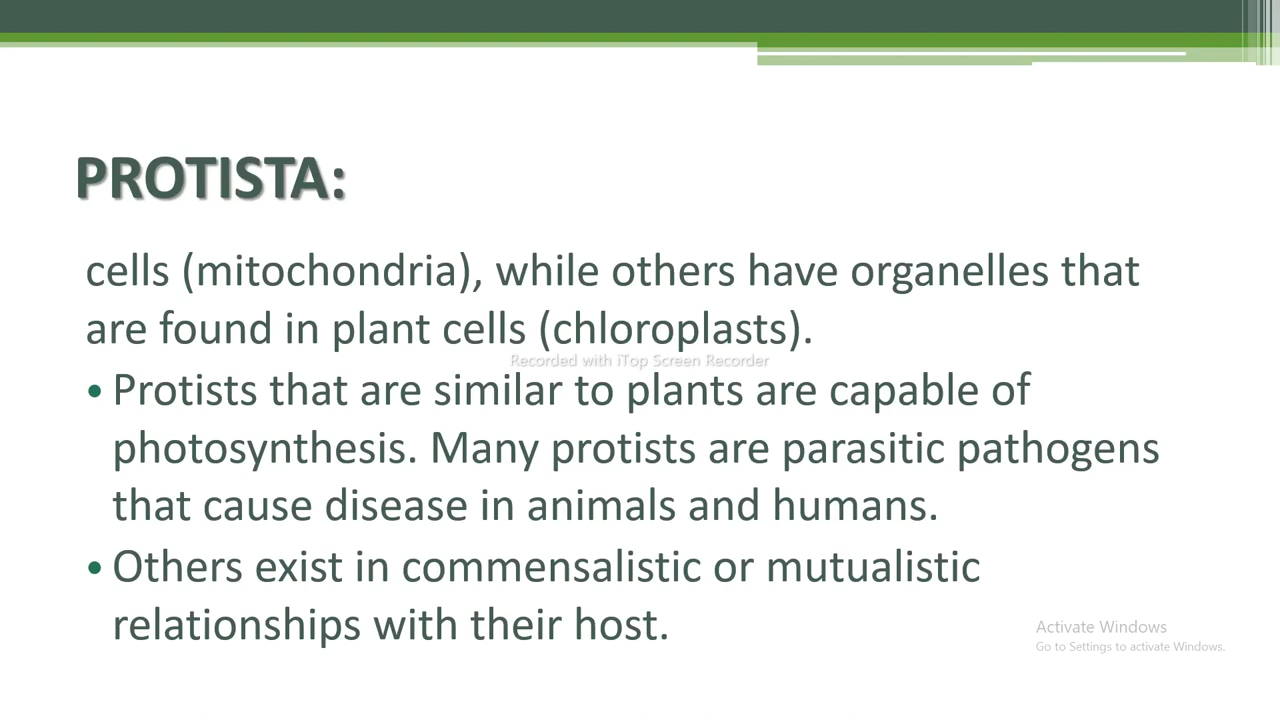 PROTISTA:
cells (mitochondria), while others have organelles that
are found in plant cells (chloroplasts).
Recorded with iTop Screen Recorder
• Protists that are similar to plants are capable of
photosynthesis. Many protists are parasitic pathogens
that cause disease in animals and humans.
• Others exist in commensalistic or mutualistic
relationships with their host.
Activate Windows
Go to Settings to activate Windows.